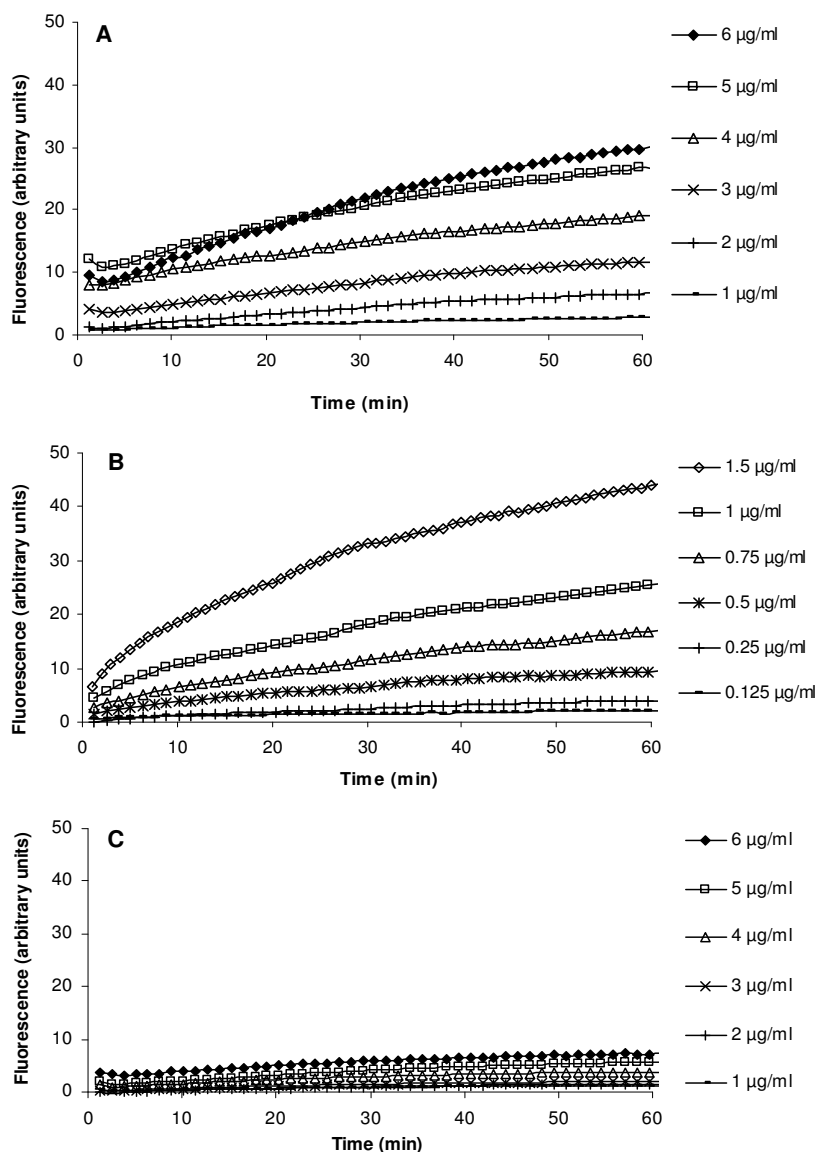 A
50
40
30
20
10
0
Fluorescence (arbitrary units)
0 10 20 30 40 50 60
Time (min)
6 µg/ml
5 µg/ml
4 µg/ml
3 µg/ml
2 µg/ml
1 µg/ml
B
50
40
30
20
10
0
Fluorescence (arbitrary units)
0 10 20 30 40 50 60
Time (min)
1.5 µg/ml
1 µg/ml
0.75 µg/ml
0.5 µg/ml
0.25 µg/ml
0.125 µg/ml
C
50
40
30
20
10
0
Fluorescence (arbitrary units)
0 10 20 30 40 50 60
Time (min)
6 µg/ml
5 µg/ml
4 µg/ml
3 µg/ml
2 µg/ml
1 µg/ml